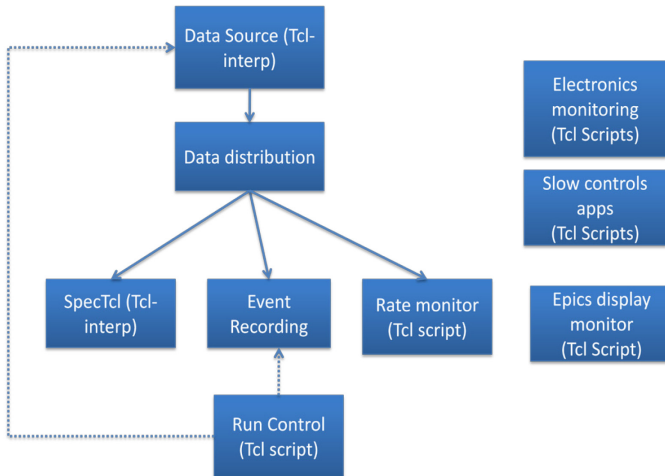 Data Source (Tcl-
interp)
Electronics
monitoring
(Tcl Scripts)
Data distribution
Slow controls
apps
(Tcl Scripts)
SpecTcl (Tcl-
interp)
Event
Recording
Rate monitor
(Tcl script)
Epics display
monitor
(Tcl Script)
Run Control
(Tcl script)